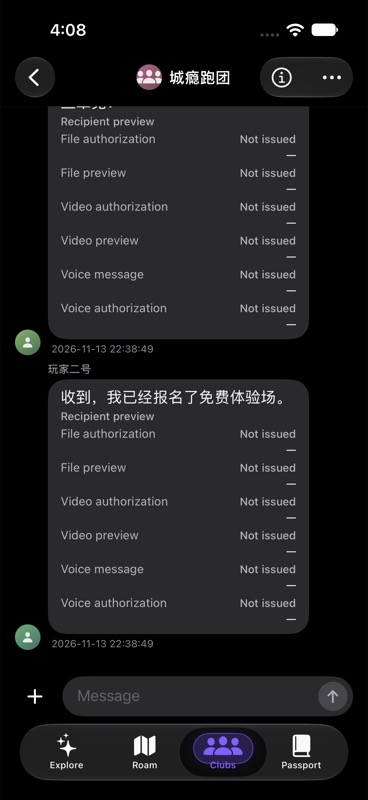 4:08
城瘾跑团
Recipient preview
File authorization Not issued
—
File preview Not issued
—
Video authorization Not issued
—
Video preview Not issued
—
Voice message Not issued
—
Voice authorization Not issued
—
2026-11-13 22:38:49
玩家二号
收到，我已经报名了免费体验场。
Recipient preview
File authorization Not issued
—
File preview Not issued
—
Video authorization Not issued
—
Video preview Not issued
—
Voice message Not issued
—
Voice authorization Not issued
—
2026-11-13 22:38:49
Message
Explore Roam Clubs Passport